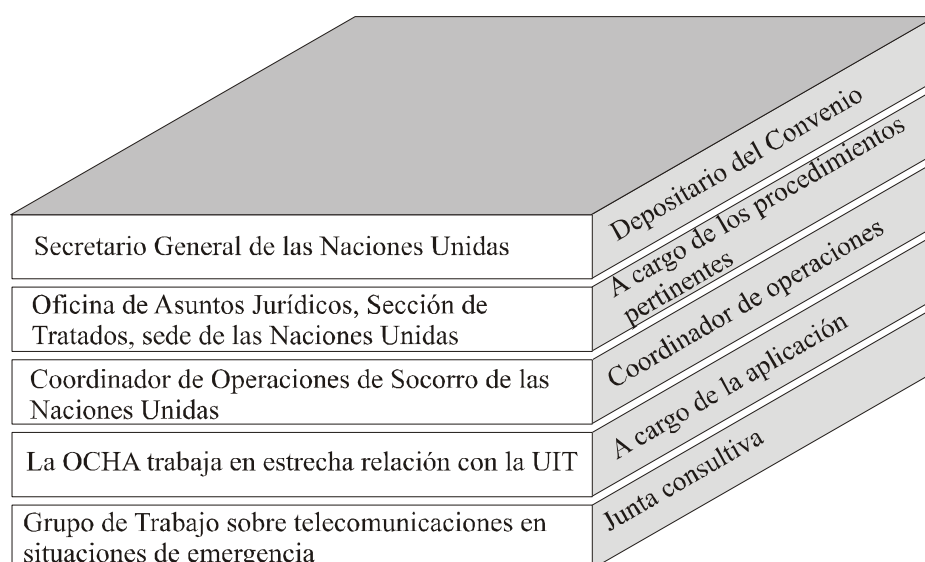 Secretario General de las Naciones Unidas
Depositario del Convenio
Oficina de Asuntos Jurídicos, Sección de
Tratados, sede de las Naciones Unidas
A cargo de los procedimientos
pertinentes
Coordinador de Operaciones de Socorro de las
Naciones Unidas
Coordinador de operaciones
La OCHA trabaja en estrecha relación con la UIT
A cargo de la aplicación
Grupo de Trabajo sobre telecomunicaciones en
situaciones de emergencia
Junta consultiva